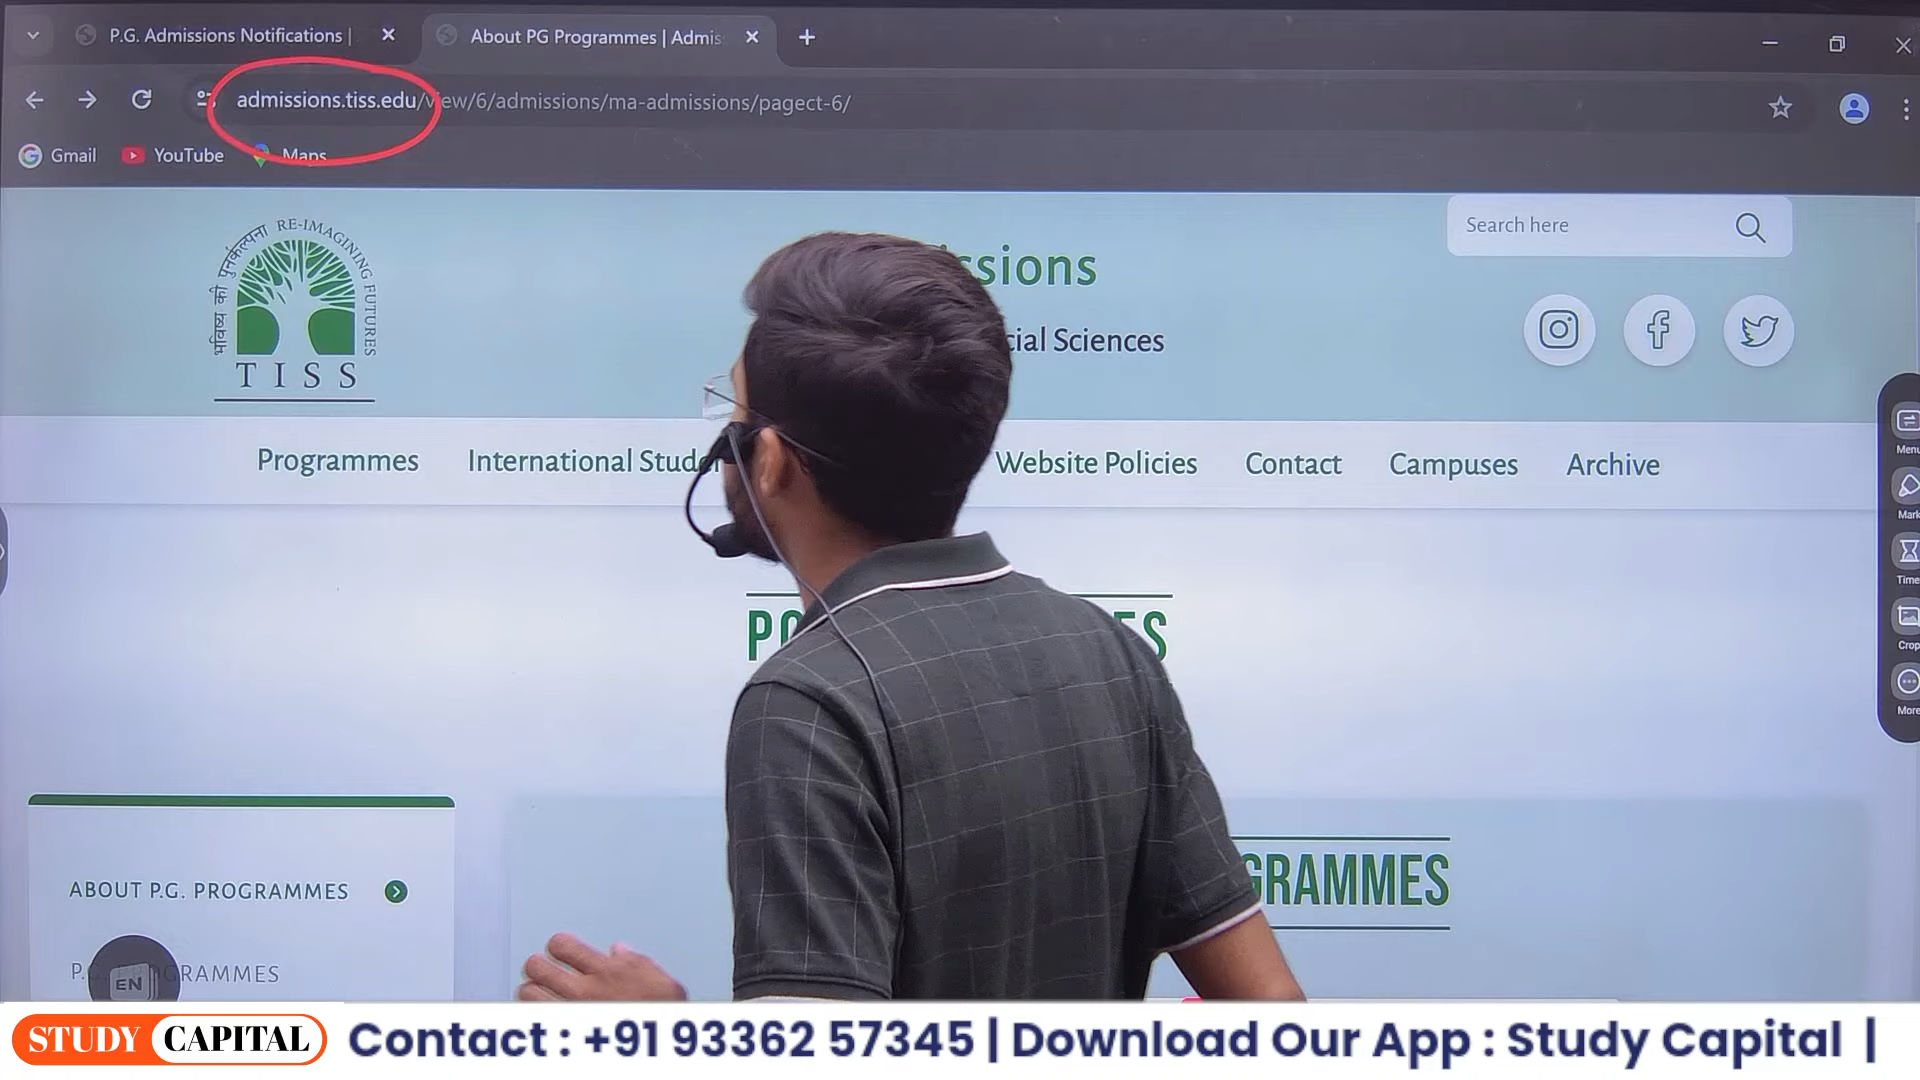 P.G. Admissions Notifications |
About PG Programmes | Admis
admissions.tiss.edu/view/6/admissions/ma-admissions/pagect-6/
Gmail
YouTube
Maps
भविष्य की पुनर्कल्पना RE-IMAGINING FUTURES
TISS
ssions
cial Sciences
Search here
Programmes
International Stude
Website Policies
Contact
Campuses
Archive
Menu
Mark
Time
Crop
More
ES
GRAMMES
ABOUT P.G. PROGRAMMES
GRAMMES
EN
STUDY CAPITAL
Contact : +91 93362 57345 | Download Our App : Study Capital |